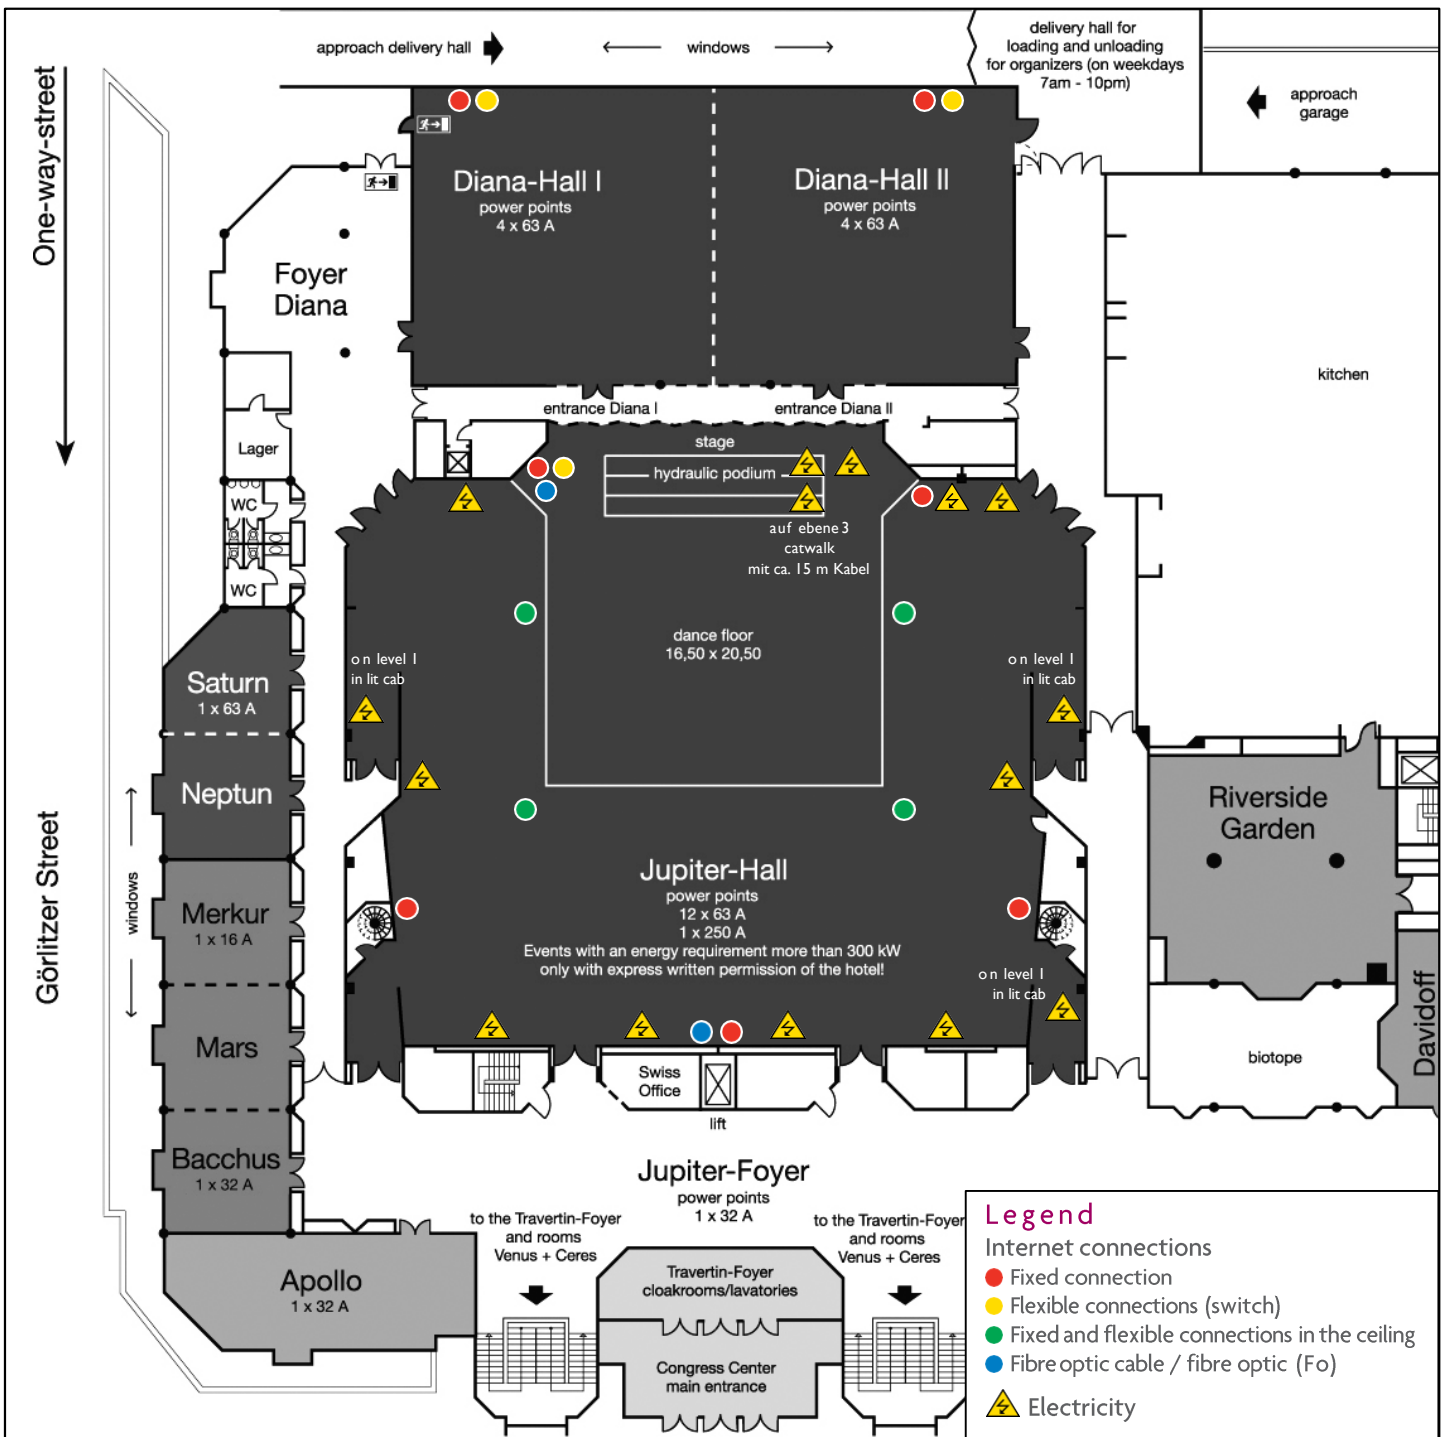 approach delivery hall
windows
delivery hall for
loading and unloading
for organizers (on weekdays
7am - 10pm)
approach
garage
One-way-street
Diana-Hall I
power points
4 x 63 A
Diana-Hall II
power points
4 x 63 A
Foyer
Diana
kitchen
entrance Diana I
entrance Diana II
stage
hydraulic podium
Lager
WC
WC
auf ebene 3
catwalk
mit ca. 15 m Kabel
dance floor
16,50 x 20,50
on level 1
in lit cab
on level 1
in lit cab
Saturn
1 x 63 A
Neptun
Görlitzer Street
windows
Merkur
1 x 16 A
Mars
Bacchus
1 x 32 A
Apollo
1 x 32 A
Riverside
Garden
Jupiter-Hall
power points
12 x 63 A
1 x 250 A
Events with an energy requirement more than 300 kW
only with express written permission of the hotel!
on level 1
in lit cab
Davidoff
biotope
Swiss
Office
lift
Jupiter-Foyer
power points
1 x 32 A
to the Travertin-Foyer
and rooms
Venus + Ceres
to the Travertin-Foyer
and rooms
Venus + Ceres
Travertin-Foyer
cloakrooms/lavatories
Congress Center
main entrance
Legend
Internet connections
Fixed connection
Flexible connections (switch)
Fixed and flexible connections in the ceiling
Fibre optic cable / fibre optic (Fo)
Electricity